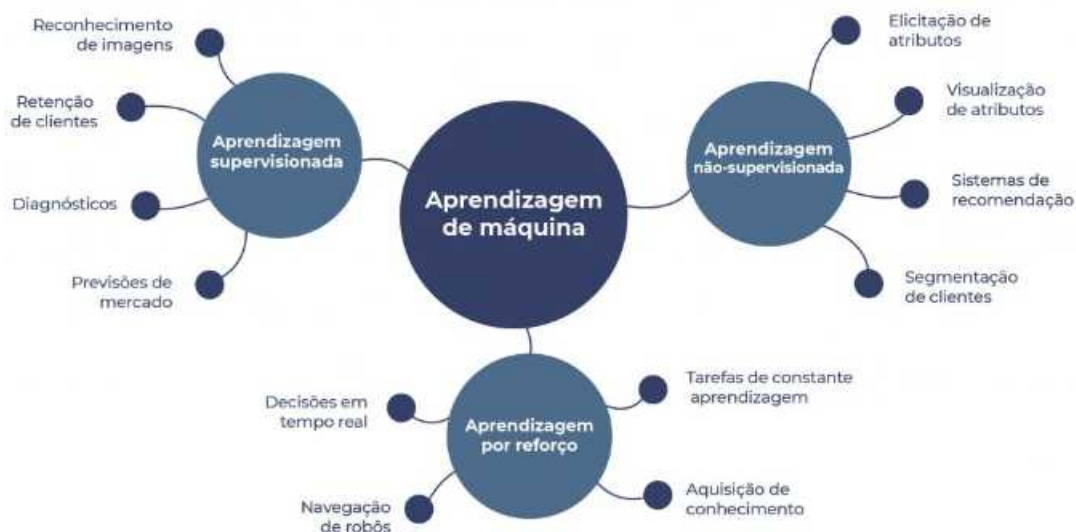 Reconhecimento
de imagens
Retenção
de clientes
Diagnósticos
Previsões de
mercado
Aprendizagem
supervisionada
Aprendizagem
de máquina
Aprendizagem
não-supervisionada
Elicitação de
atributos
Visualização
de atributos
Sistemas de
recomendação
Segmentação
de clientes
Decisões em
tempo real
Navegação
de robôs
Aprendizagem
por reforço
Tarefas de constante
aprendizagem
Aquisição de
conhecimento